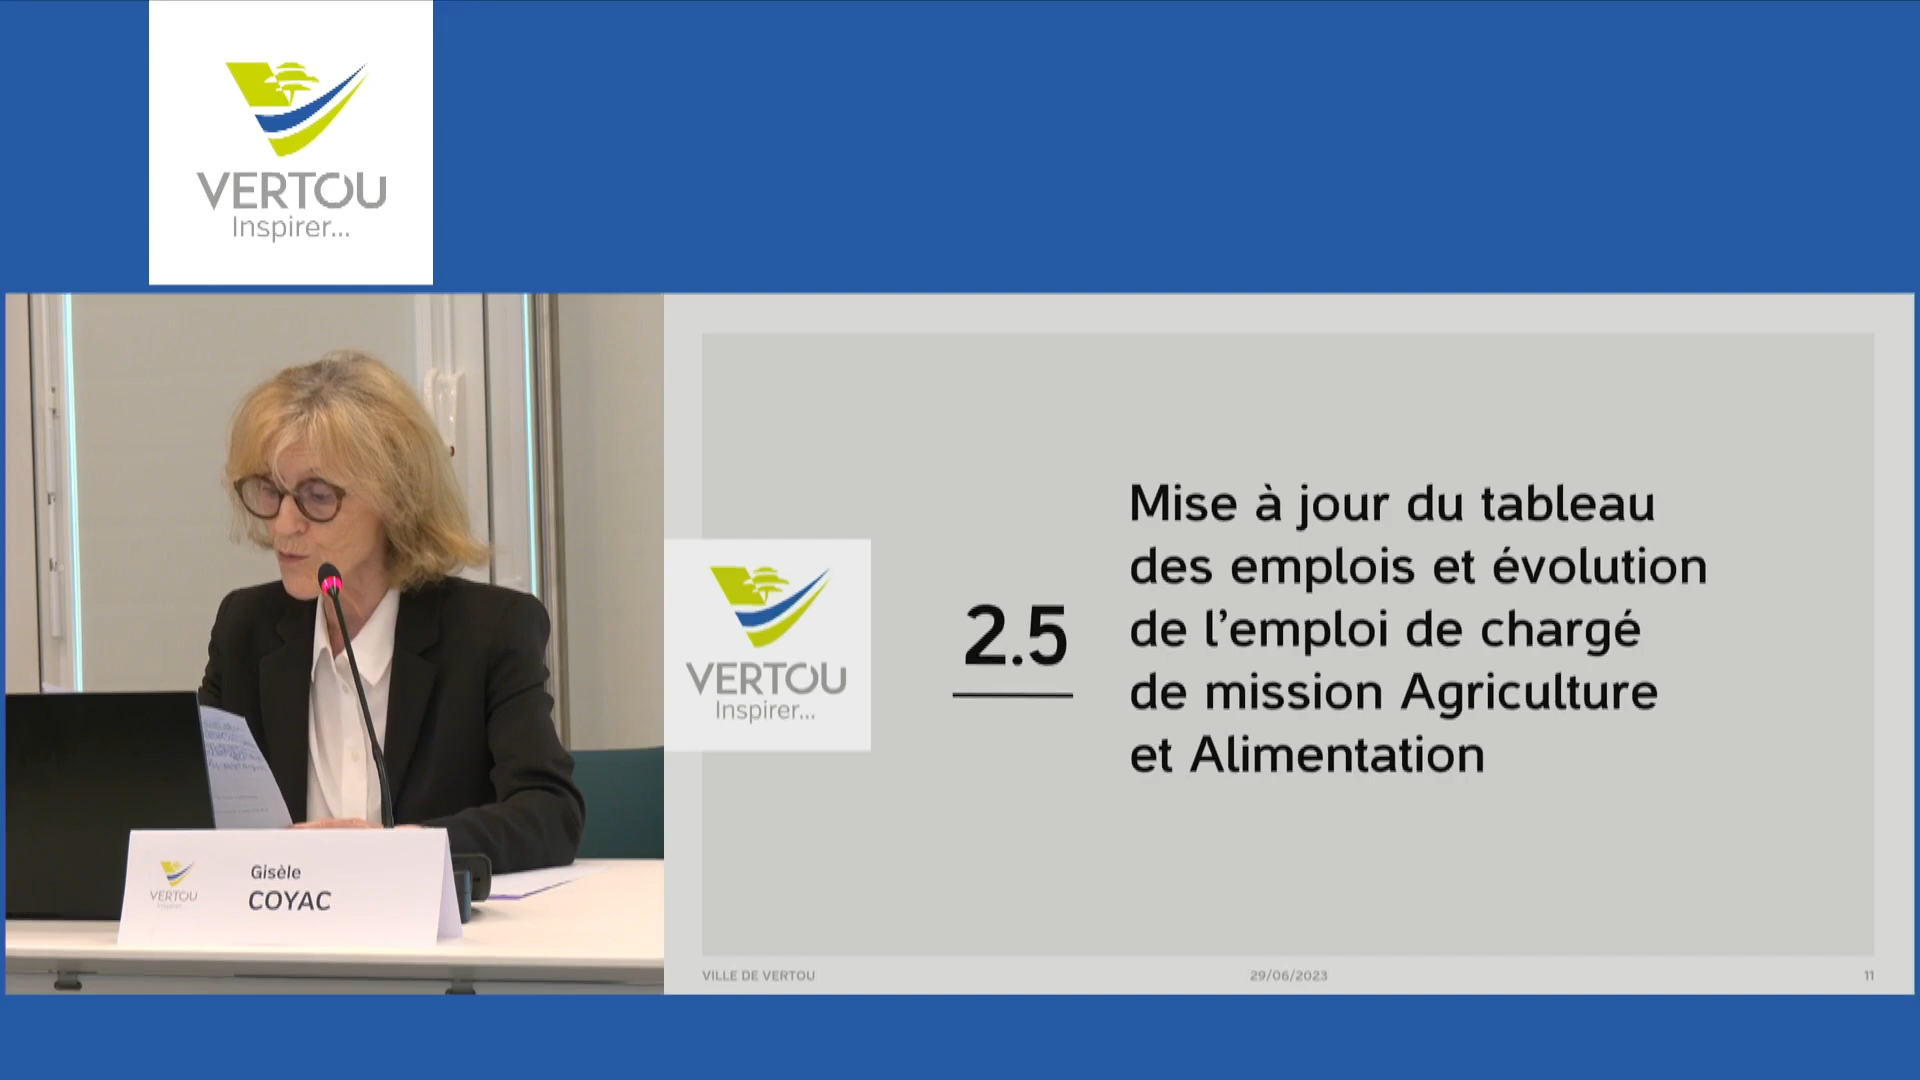 VERTOU
Inspirer...
Gisèle
COYAC
VERTOU
VERTOU
Inspirer...
2.5
Mise à jour du tableau
des emplois et évolution
de l'emploi de chargé
de mission Agriculture
et Alimentation
VILLE DE VERTOU
29/06/2023
11